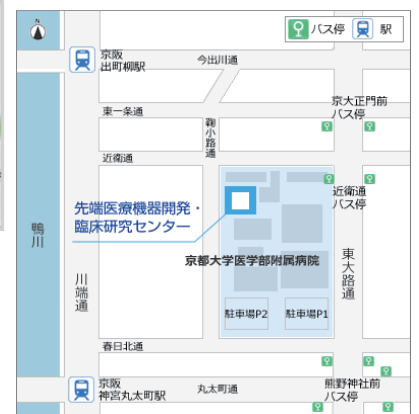 バス停 駅
京阪
出町柳駅
今出川通
京大正門前
バス停
東一条通
鞠小路通
近衛通
近衛通
バス停
先端医療機器開発・
臨床研究センター
鴨川
京都大学医学部附属病院
東大路通
川端通
駐車場P2 駐車場P1
春日北通
京阪
神宮丸太町駅
丸太町通
熊野神社前
バス停